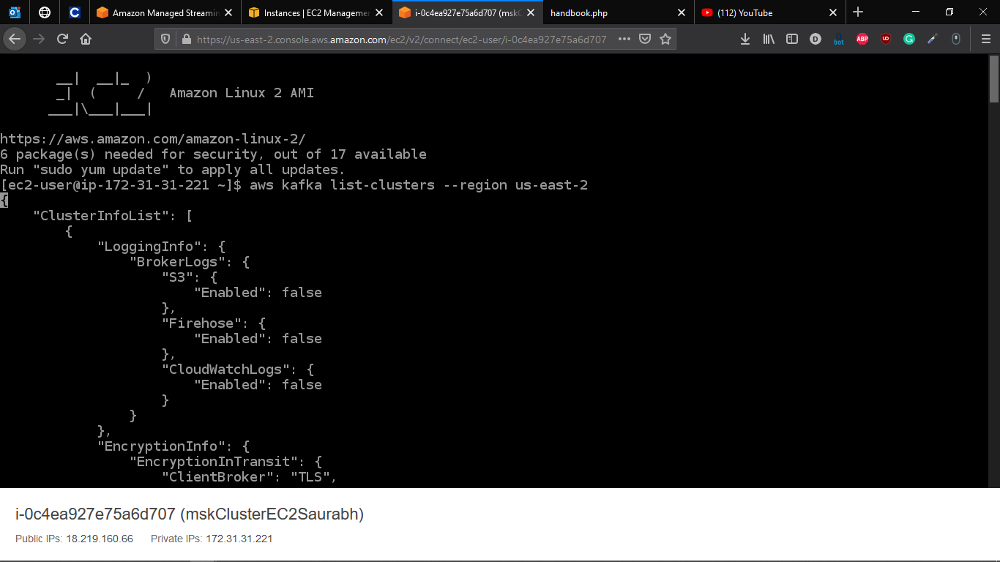 Amazon Managed Streamin
Instances | EC2 Managemen
i-0c4ea927e75a6d707 (mskC
handbook.php
(112) YouTube
https://us-east-2.console.aws.amazon.com/ec2/v2/connect/ec2-user/i-0c4ea927e75a6d707
D
bot
ABP
UD
G
__|  __|_  )
_|  (     /   Amazon Linux 2 AMI
___|\___|___|
https://aws.amazon.com/amazon-linux-2/
6 package(s) needed for security, out of 17 available
Run "sudo yum update" to apply all updates.
[ec2-user@ip-172-31-31-221 ~]$ aws kafka list-clusters --region us-east-2
{
    "ClusterInfoList": [
        {
            "LoggingInfo": {
                "BrokerLogs": {
                    "S3": {
                        "Enabled": false
                    },
                    "Firehose": {
                        "Enabled": false
                    },
                    "CloudWatchLogs": {
                        "Enabled": false
                    }
                }
            },
            "EncryptionInfo": {
                "EncryptionInTransit": {
                    "ClientBroker": "TLS",
i-0c4ea927e75a6d707 (mskClusterEC2Saurabh)
Public IPs: 18.219.160.66 Private IPs: 172.31.31.221